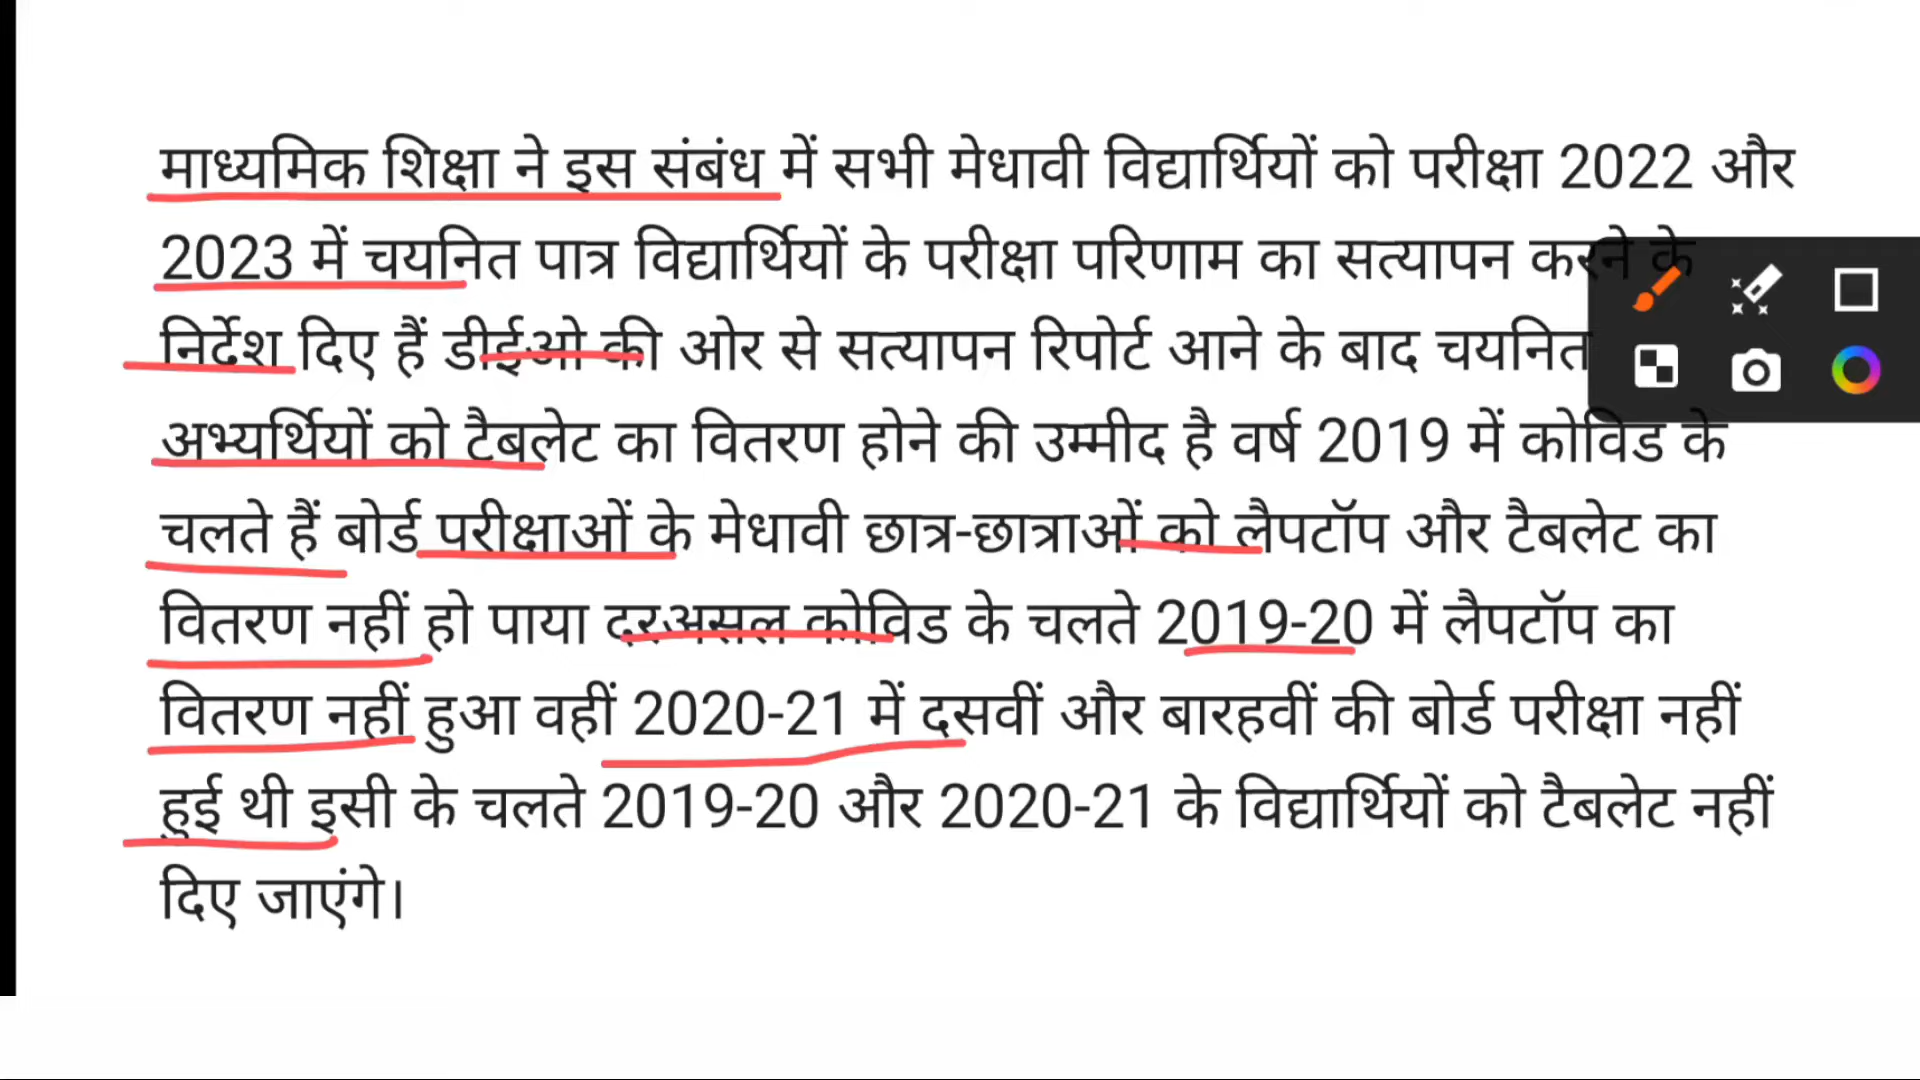 माध्यमिक शिक्षा ने इस संबंध में सभी मेधावी विद्यार्थियों को परीक्षा 2022 और
2023 में चयनित पात्र विद्यार्थियों के परीक्षा परिणाम का सत्यापन करने के
निर्देश दिए हैं डीईओ की ओर से सत्यापन रिपोर्ट आने के बाद चयनित
अभ्यर्थियों को टैबलेट का वितरण होने की उम्मीद है वर्ष 2019 में कोविड के
चलते हैं बोर्ड परीक्षाओं के मेधावी छात्र-छात्राओं को लैपटॉप और टैबलेट का
वितरण नहीं हो पाया दरअसल कोविड के चलते 2019-20 में लैपटॉप का
वितरण नहीं हुआ वहीं 2020-21 में दसवीं और बारहवीं की बोर्ड परीक्षा नहीं
हुई थी इसी के चलते 2019-20 और 2020-21 के विद्यार्थियों को टैबलेट नहीं
दिए जाएंगे।